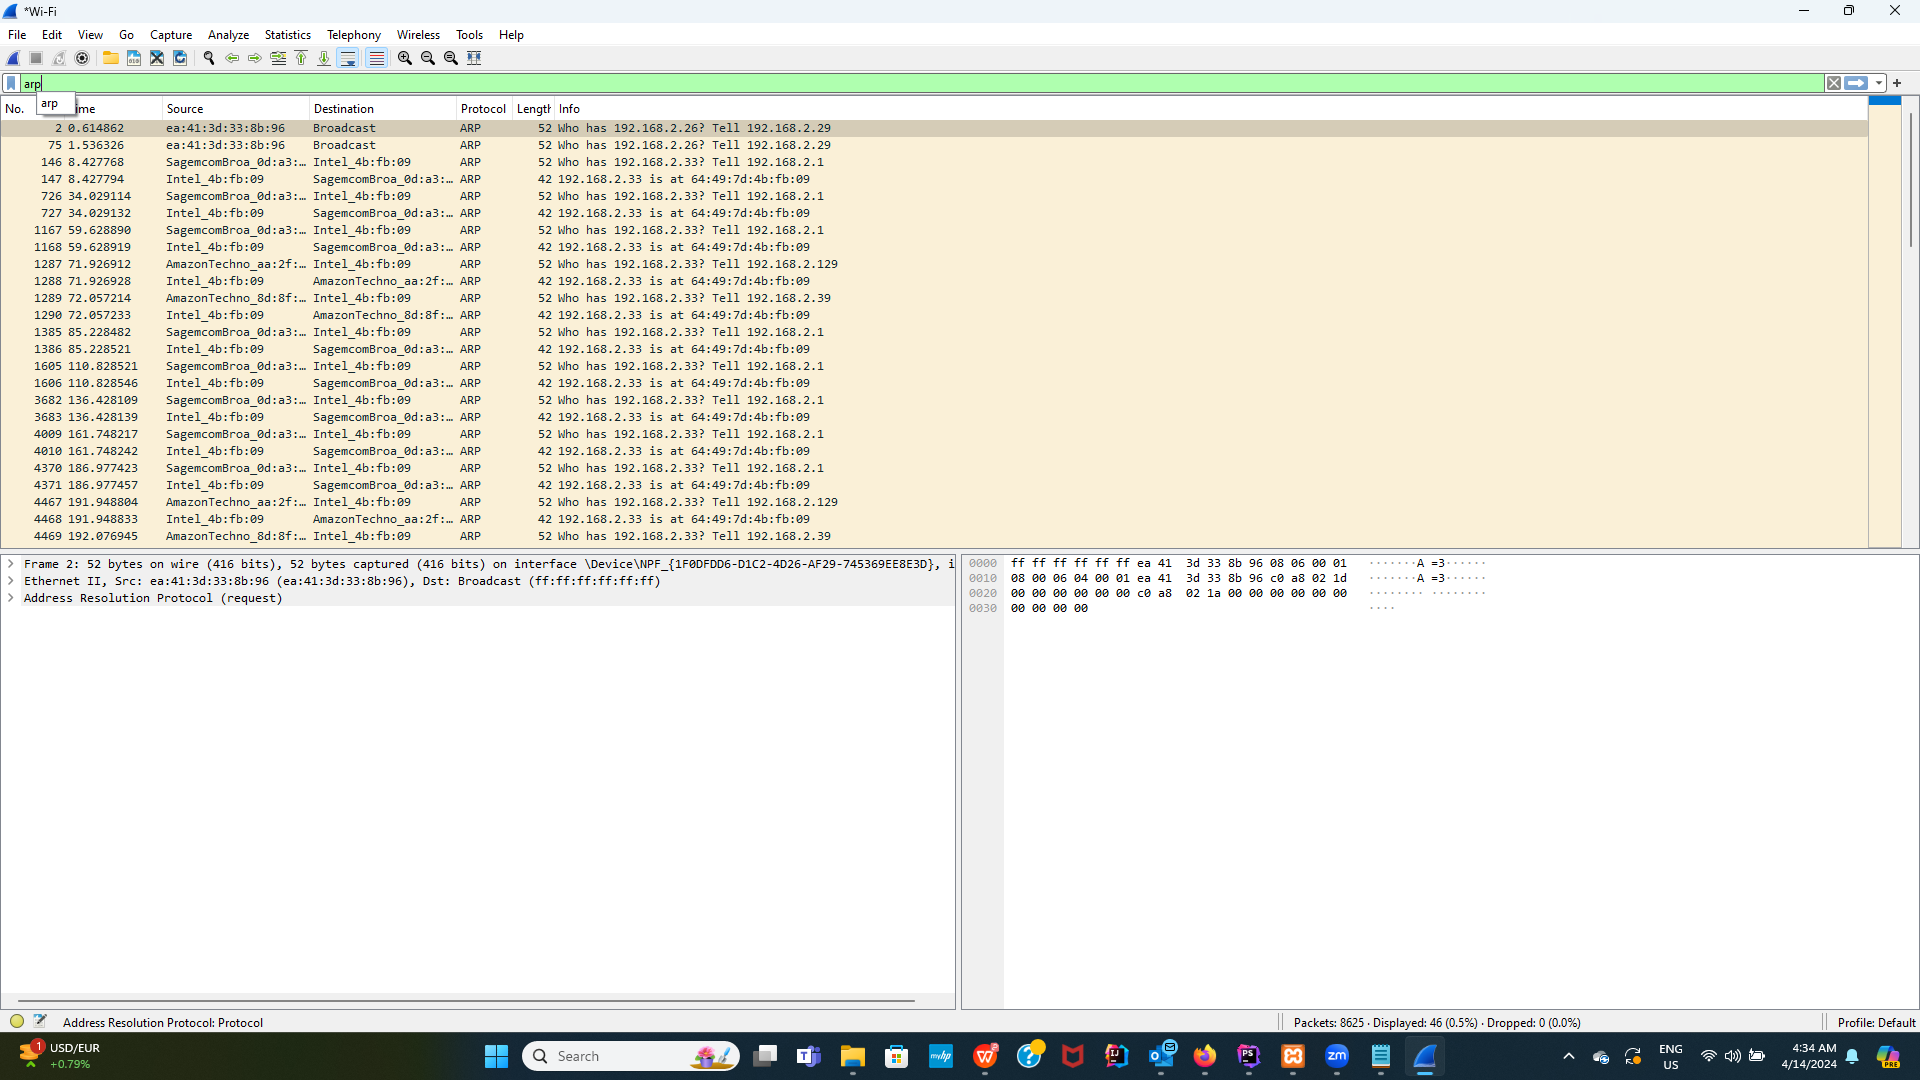 *Wi-Fi
File Edit View Go Capture Analyze Statistics Telephony Wireless Tools Help
arp
arp
No. ime Source Destination Protocol Length Info
2 0.614862 ea:41:3d:33:8b:96 Broadcast ARP 52 Who has 192.168.2.26? Tell 192.168.2.29
75 1.536326 ea:41:3d:33:8b:96 Broadcast ARP 52 Who has 192.168.2.26? Tell 192.168.2.29
146 8.427768 SagemcomBroa_0d:a3:… Intel_4b:fb:09 ARP 52 Who has 192.168.2.33? Tell 192.168.2.1
147 8.427794 Intel_4b:fb:09 SagemcomBroa_0d:a3:… ARP 42 192.168.2.33 is at 64:49:7d:4b:fb:09
726 34.029114 SagemcomBroa_0d:a3:… Intel_4b:fb:09 ARP 52 Who has 192.168.2.33? Tell 192.168.2.1
727 34.029132 Intel_4b:fb:09 SagemcomBroa_0d:a3:… ARP 42 192.168.2.33 is at 64:49:7d:4b:fb:09
1167 59.628890 SagemcomBroa_0d:a3:… Intel_4b:fb:09 ARP 52 Who has 192.168.2.33? Tell 192.168.2.1
1168 59.628919 Intel_4b:fb:09 SagemcomBroa_0d:a3:… ARP 42 192.168.2.33 is at 64:49:7d:4b:fb:09
1287 71.926912 AmazonTechno_aa:2f:… Intel_4b:fb:09 ARP 52 Who has 192.168.2.33? Tell 192.168.2.129
1288 71.926928 Intel_4b:fb:09 AmazonTechno_aa:2f:… ARP 42 192.168.2.33 is at 64:49:7d:4b:fb:09
1289 72.057214 AmazonTechno_8d:8f:… Intel_4b:fb:09 ARP 52 Who has 192.168.2.33? Tell 192.168.2.39
1290 72.057233 Intel_4b:fb:09 AmazonTechno_8d:8f:… ARP 42 192.168.2.33 is at 64:49:7d:4b:fb:09
1385 85.228482 SagemcomBroa_0d:a3:… Intel_4b:fb:09 ARP 52 Who has 192.168.2.33? Tell 192.168.2.1
1386 85.228521 Intel_4b:fb:09 SagemcomBroa_0d:a3:… ARP 42 192.168.2.33 is at 64:49:7d:4b:fb:09
1605 110.828521 SagemcomBroa_0d:a3:… Intel_4b:fb:09 ARP 52 Who has 192.168.2.33? Tell 192.168.2.1
1606 110.828546 Intel_4b:fb:09 SagemcomBroa_0d:a3:… ARP 42 192.168.2.33 is at 64:49:7d:4b:fb:09
3682 136.428109 SagemcomBroa_0d:a3:… Intel_4b:fb:09 ARP 52 Who has 192.168.2.33? Tell 192.168.2.1
3683 136.428139 Intel_4b:fb:09 SagemcomBroa_0d:a3:… ARP 42 192.168.2.33 is at 64:49:7d:4b:fb:09
4009 161.748217 SagemcomBroa_0d:a3:… Intel_4b:fb:09 ARP 52 Who has 192.168.2.33? Tell 192.168.2.1
4010 161.748242 Intel_4b:fb:09 SagemcomBroa_0d:a3:… ARP 42 192.168.2.33 is at 64:49:7d:4b:fb:09
4370 186.977423 SagemcomBroa_0d:a3:… Intel_4b:fb:09 ARP 52 Who has 192.168.2.33? Tell 192.168.2.1
4371 186.977457 Intel_4b:fb:09 SagemcomBroa_0d:a3:… ARP 42 192.168.2.33 is at 64:49:7d:4b:fb:09
4467 191.948804 AmazonTechno_aa:2f:… Intel_4b:fb:09 ARP 52 Who has 192.168.2.33? Tell 192.168.2.129
4468 191.948833 Intel_4b:fb:09 AmazonTechno_aa:2f:… ARP 42 192.168.2.33 is at 64:49:7d:4b:fb:09
4469 192.076945 AmazonTechno_8d:8f:… Intel_4b:fb:09 ARP 52 Who has 192.168.2.33? Tell 192.168.2.39
Frame 2: 52 bytes on wire (416 bits), 52 bytes captured (416 bits) on interface \Device\NPF_{1F0DFDD6-D1C2-4D26-AF29-745369EE8E3D}, i
Ethernet II, Src: ea:41:3d:33:8b:96 (ea:41:3d:33:8b:96), Dst: Broadcast (ff:ff:ff:ff:ff:ff)
Address Resolution Protocol (request)
0000 ff ff ff ff ff ff ea 41 3d 33 8b 96 08 06 00 01 ·······A =3······
0010 08 00 06 04 00 01 ea 41 3d 33 8b 96 c0 a8 02 1d ·······A =3······
0020 00 00 00 00 00 00 c0 a8 02 1a 00 00 00 00 00 00 ········ ········
0030 00 00 00 00 ····
Address Resolution Protocol: Protocol
Packets: 8625 · Displayed: 46 (0.5%) · Dropped: 0 (0.0%)
Profile: Default
1
USD/EUR
+0.79%
Search
myhp
IJ
PS
zm
ENG
US
4:34 AM
4/14/2024
PRE